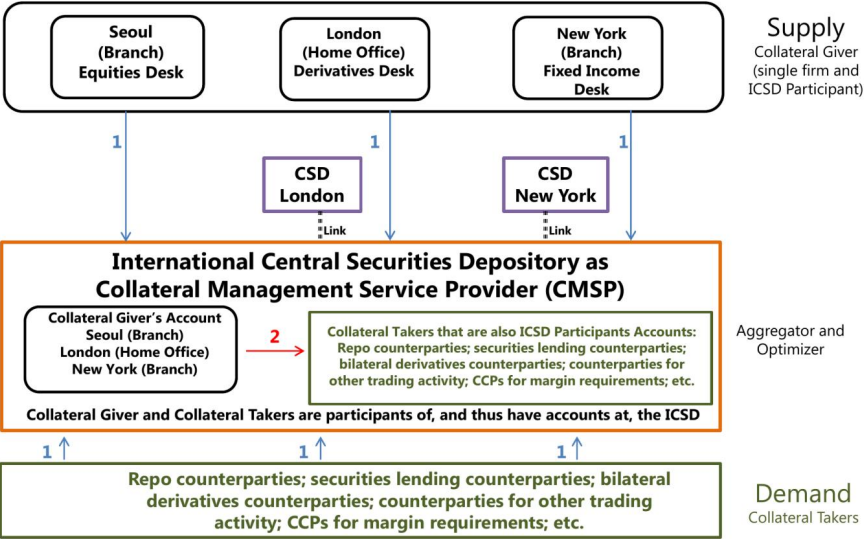 Seoul
(Branch)
Equities Desk
London
(Home Office)
Derivatives Desk
New York
(Branch)
Fixed Income
Desk
Supply
Collateral Giver
(single firm and
ICSD Participant)
1
1
1
CSD
London
CSD
New York
Link
Link
International Central Securities Depository as
Collateral Management Service Provider (CMSP)
Collateral Giver's Account
Seoul (Branch)
London (Home Office)
New York (Branch)
2
Collateral Takers that are also ICSD Participants Accounts:
Repo counterparties; securities lending counterparties;
bilateral derivatives counterparties; counterparties for
other trading activity; CCPs for margin requirements; etc.
Aggregator and
Optimizer
Collateral Giver and Collateral Takers are participants of, and thus have accounts at, the ICSD
1
1
1
Repo counterparties; securities lending counterparties; bilateral
derivatives counterparties; counterparties for other trading
activity; CCPs for margin requirements; etc.
Demand
Collateral Takers